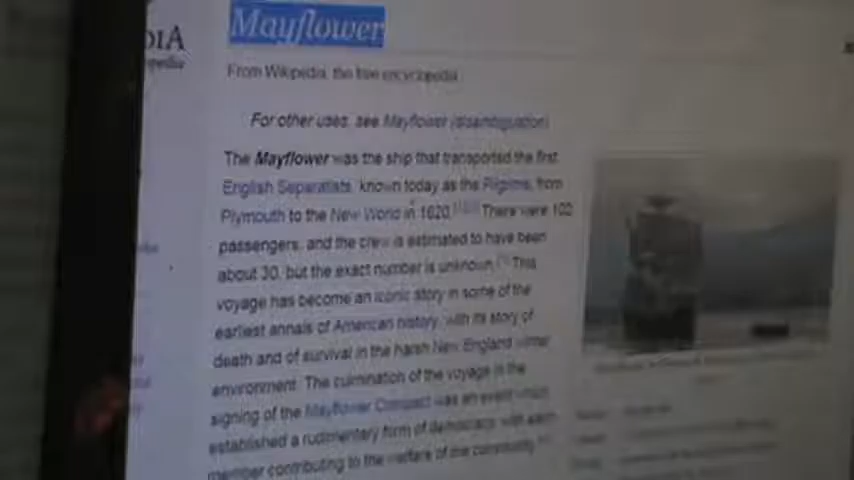 Mayflower
DIA
pedia
From Wikipedia, the free encyclopedia
For other uses, see Mayflower (disambiguation)
The Mayflower was the ship that transported the first
English Separatists, known today as the Pilgrims, from
Plymouth to the New World in 1620. There were 102
passengers, and the crew is estimated to have been
about 30, but the exact number is unknown. This
voyage has become an iconic story in some of the
earliest annals of American history, with its story of
death and of survival in the harsh New England winter
environment. The culmination of the voyage in the
signing of the Mayflower Compact was an event which
established a rudimentary form of democracy, with each
member contributing to the welfare of the community.